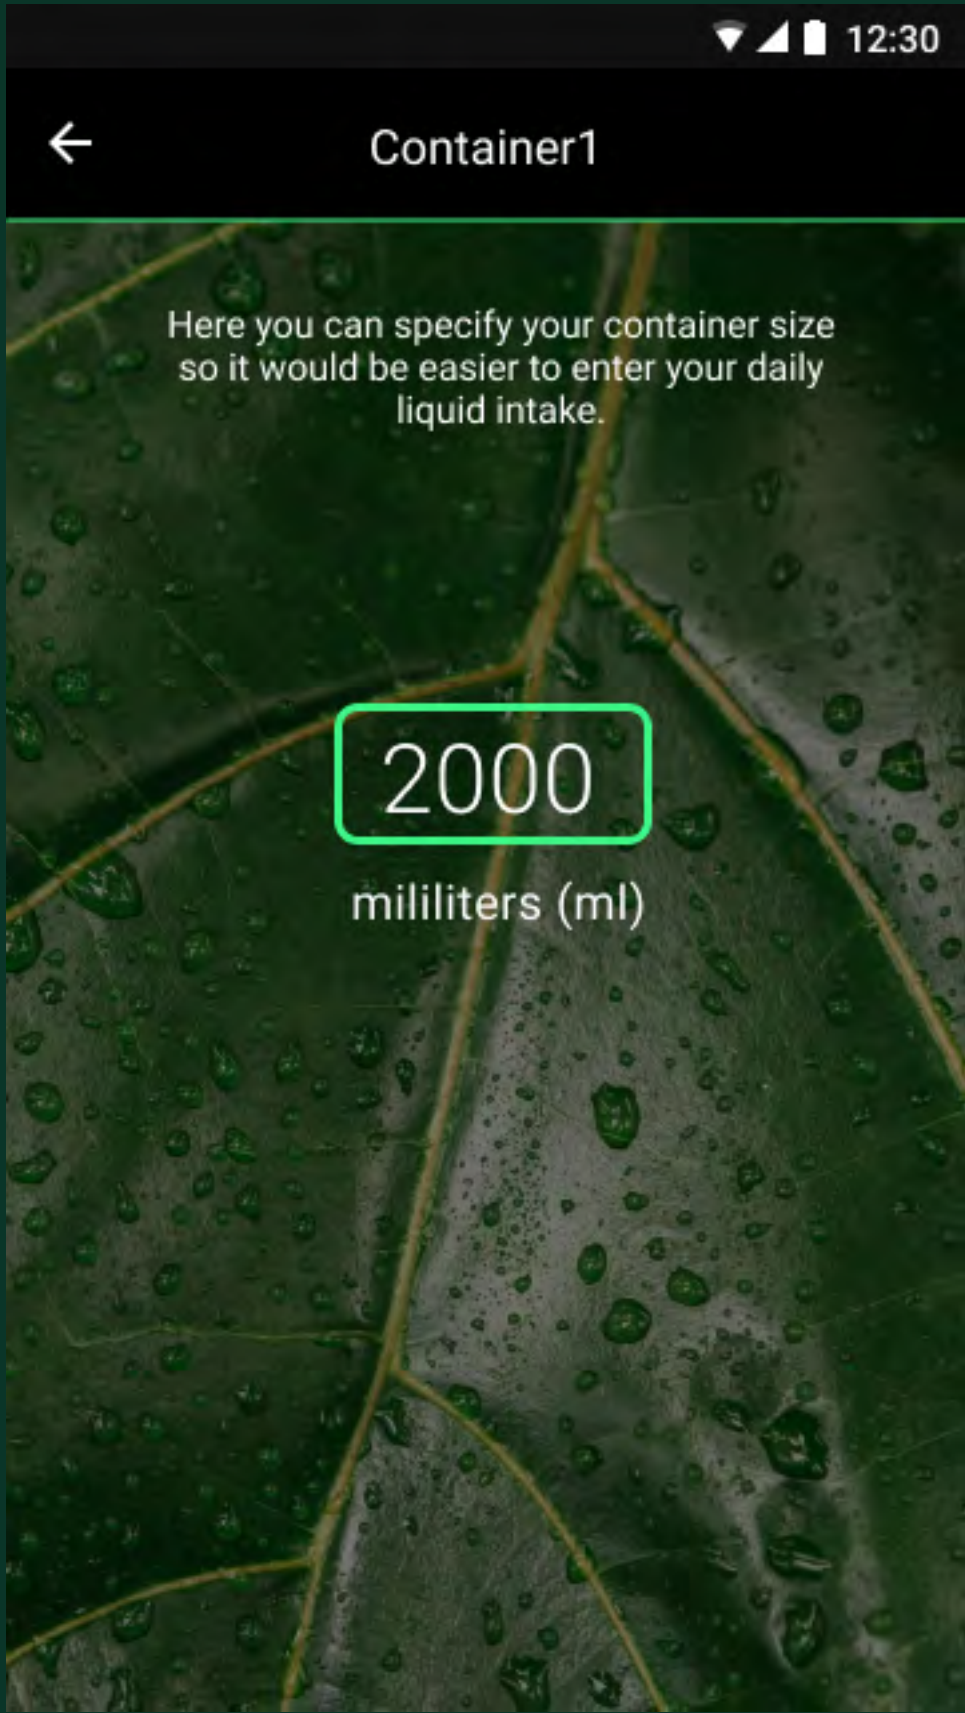 12:30
Container1
Here you can specify your container size
so it would be easier to enter your daily
liquid intake.
2000
mililiters (ml)